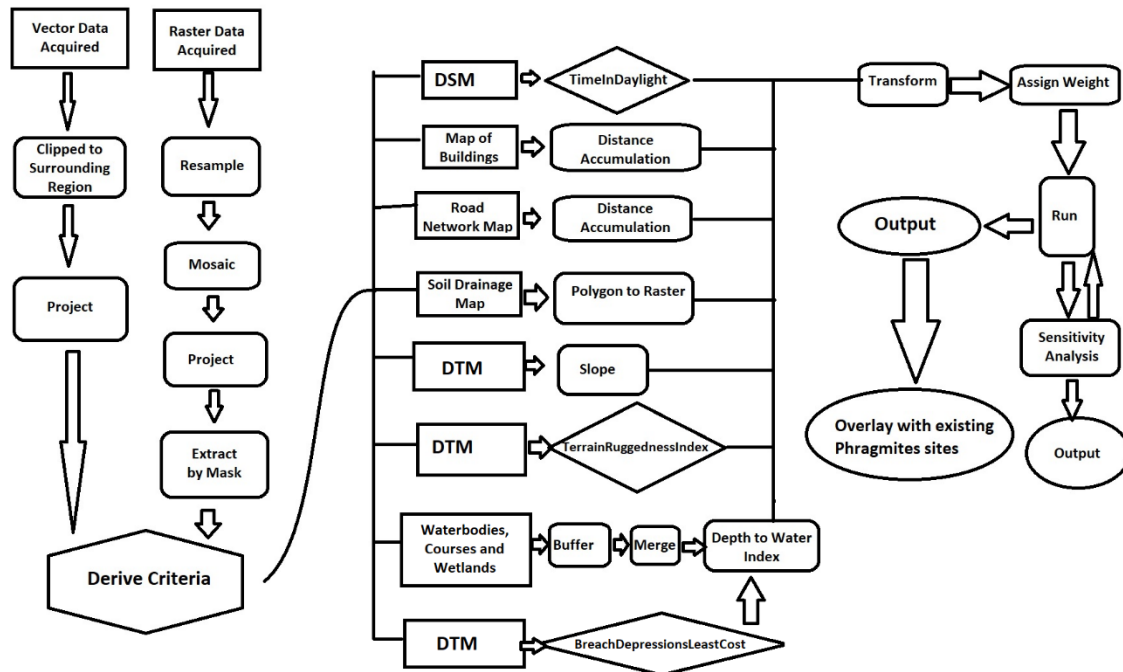 Vector Data
Acquired
Clipped to
Surrounding
Region
Project
Raster Data
Acquired
Resample
Mosaic
Project
Extract
by Mask
Derive Criteria
DSM
TimeInDaylight
Map of
Buildings
Distance
Accumulation
Road
Network Map
Distance
Accumulation
Soil Drainage
Map
Polygon to Raster
DTM
Slope
DTM
TerrainRuggednessIndex
Waterbodies,
Courses and
Wetlands
Buffer
Merge
Depth to Water
Index
DTM
BreachDepressionsLeastCost
Transform
Assign Weight
Run
Output
Overlay with existing
Phragmites sites
Sensitivity
Analysis
Output